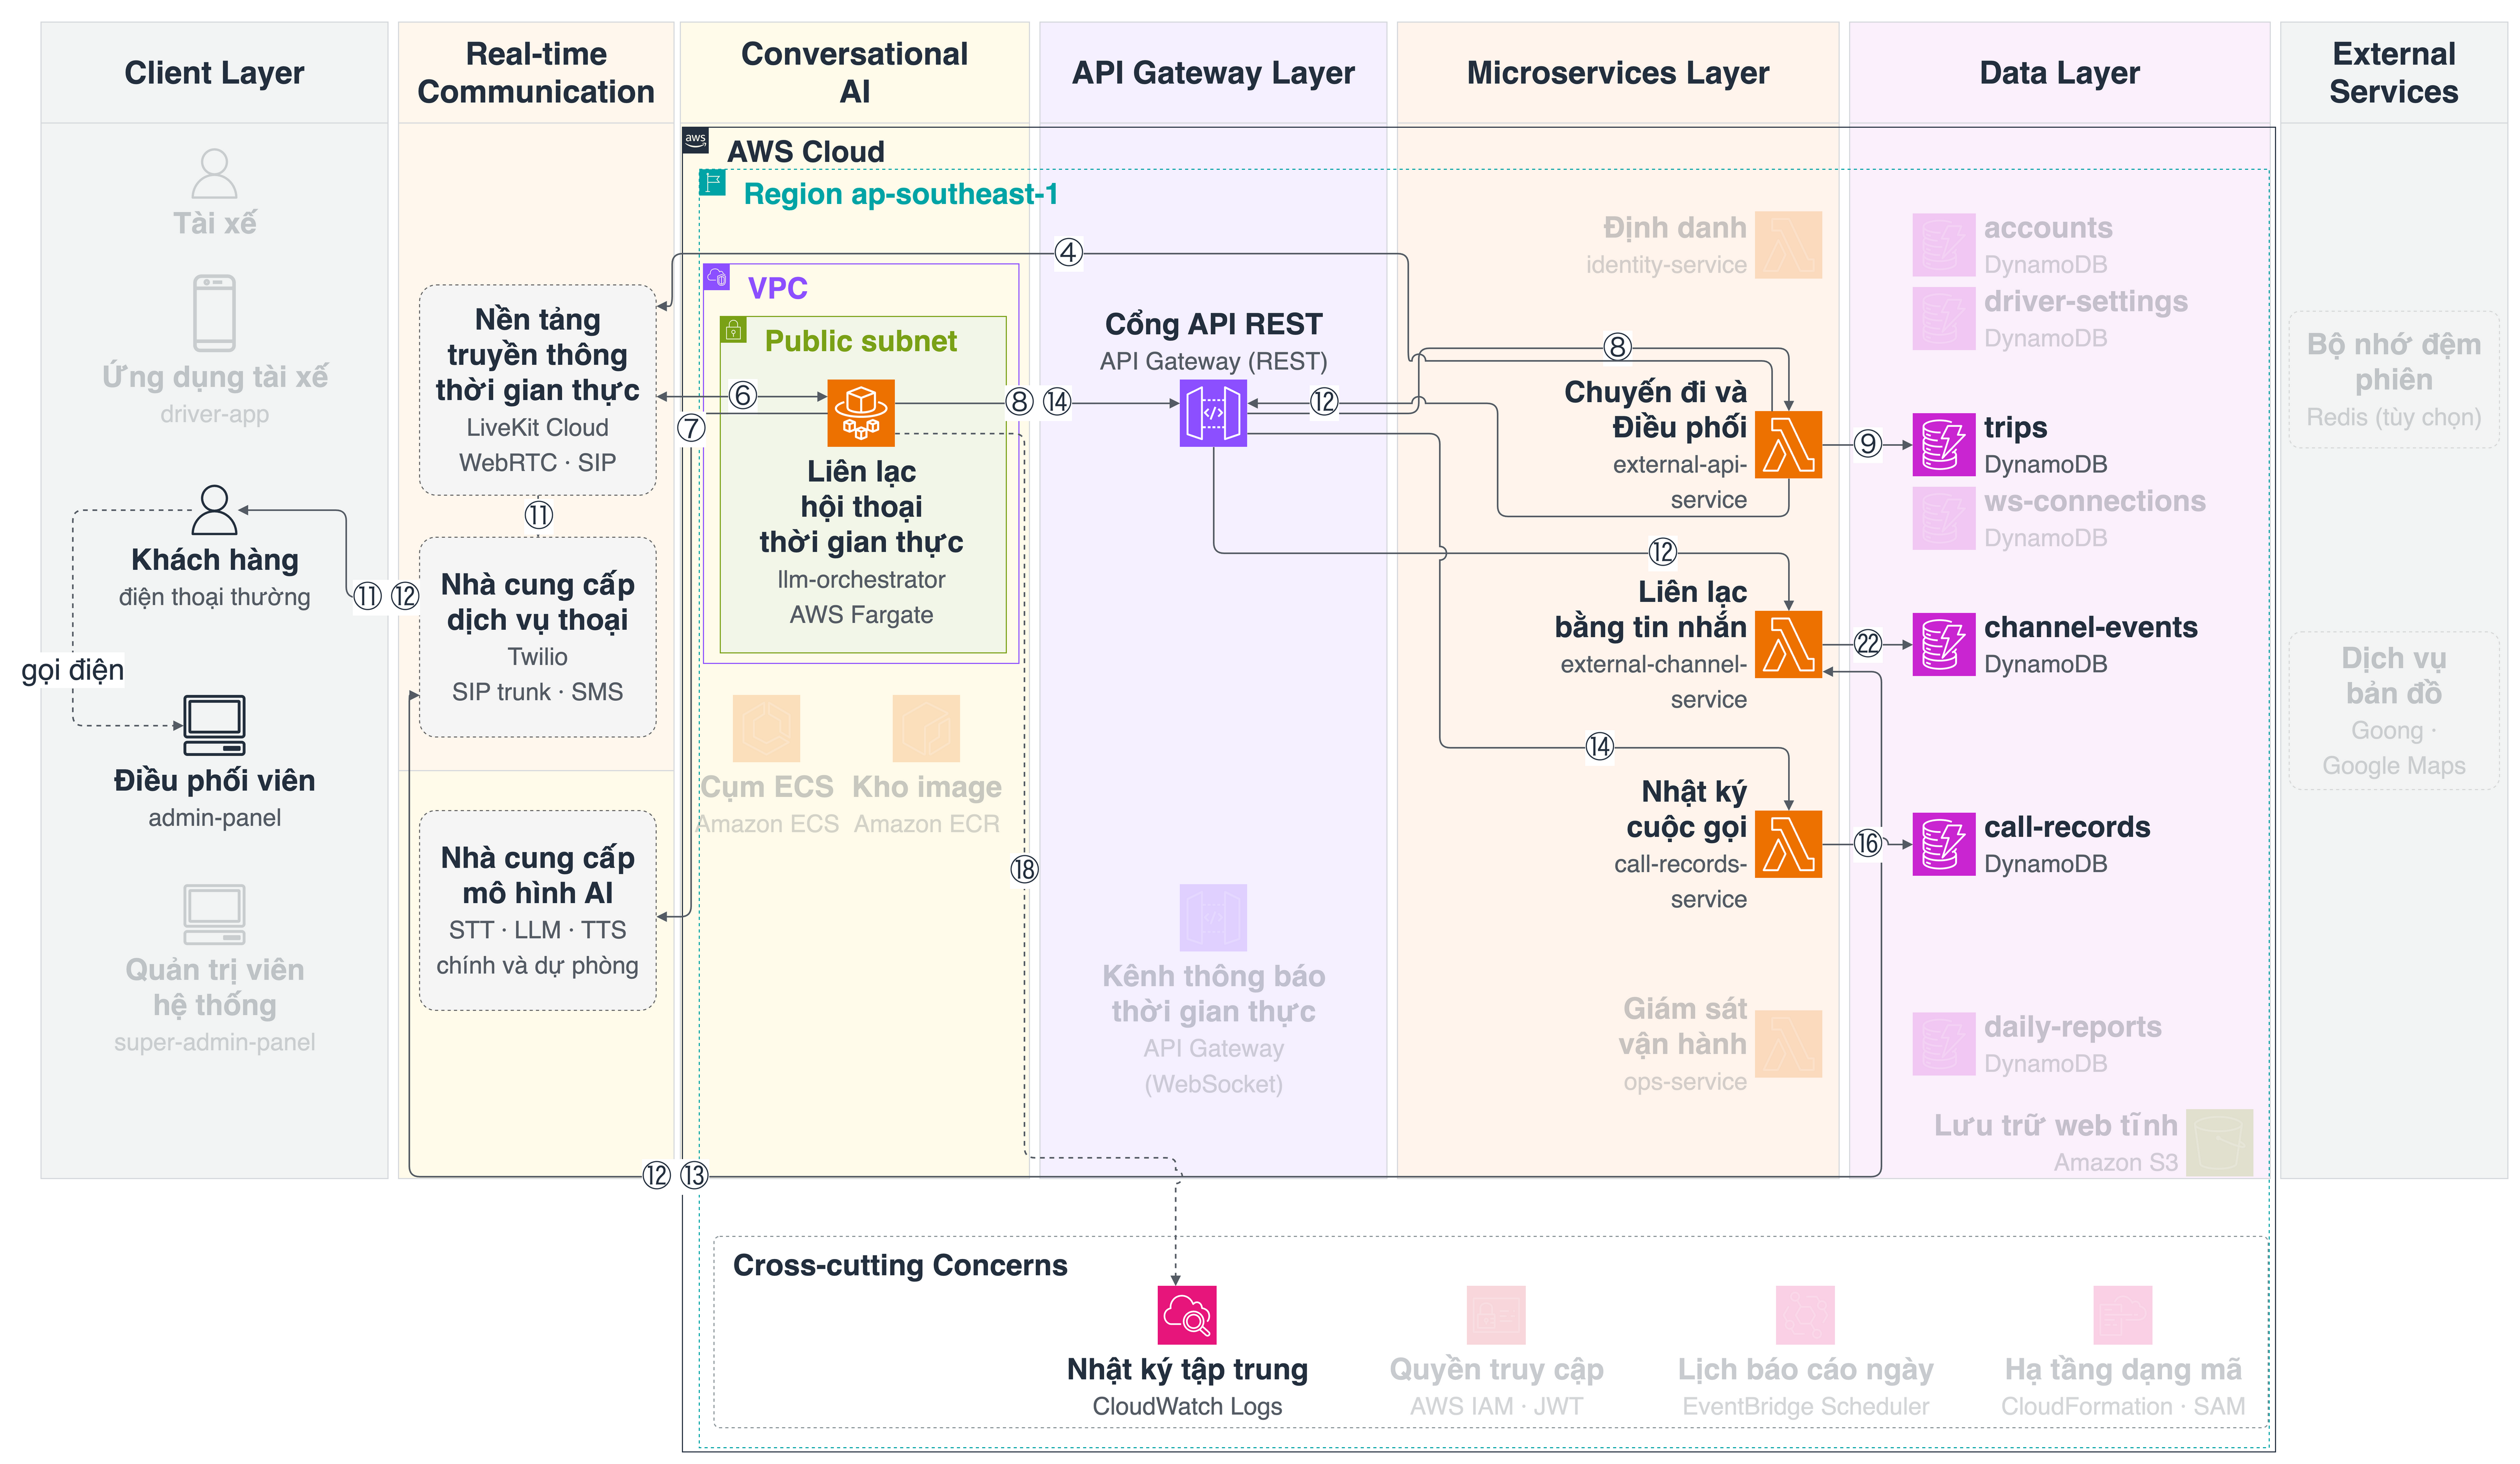 Client Layer
Real-time
Communication
Conversational
AI
API Gateway Layer
Microservices Layer
Data Layer
External
Services
aws
AWS Cloud
Region ap-southeast-1
Tài xế
Ứng dụng tài xế
driver-app
Khách hàng
điện thoại thường
gọi điện
Điều phối viên
admin-panel
Quản trị viên
hệ thống
super-admin-panel
Nền tảng
truyền thông
thời gian thực
LiveKit Cloud
WebRTC · SIP
⑪
Nhà cung cấp
dịch vụ thoại
Twilio
SIP trunk · SMS
⑪ ⑫
Nhà cung cấp
mô hình AI
STT · LLM · TTS
chính và dự phòng
④
VPC
Public subnet
⑥
⑦
Liên lạc
hội thoại
thời gian thực
llm-orchestrator
AWS Fargate
Cụm ECS
Amazon ECS
Kho image
Amazon ECR
⑱
⑫ ⑬
⑧ ⑭
Cổng API REST
API Gateway (REST)
⑫
Kênh thông báo
thời gian thực
API Gateway
(WebSocket)
Định danh
identity-service
⑧
Chuyến đi và
Điều phối
external-api-
service
⑫
Liên lạc
bằng tin nhắn
external-channel-
service
⑭
Nhật ký
cuộc gọi
call-records-
service
Giám sát
vận hành
ops-service
accounts
DynamoDB
driver-settings
DynamoDB
⑨
trips
DynamoDB
ws-connections
DynamoDB
㉒
channel-events
DynamoDB
⑯
call-records
DynamoDB
daily-reports
DynamoDB
Lưu trữ web tĩnh
Amazon S3
Bộ nhớ đệm
phiên
Redis (tùy chọn)
Dịch vụ
bản đồ
Goong ·
Google Maps
Cross-cutting Concerns
Nhật ký tập trung
CloudWatch Logs
Quyền truy cập
AWS IAM · JWT
Lịch báo cáo ngày
EventBridge Scheduler
Hạ tầng dạng mã
CloudFormation · SAM